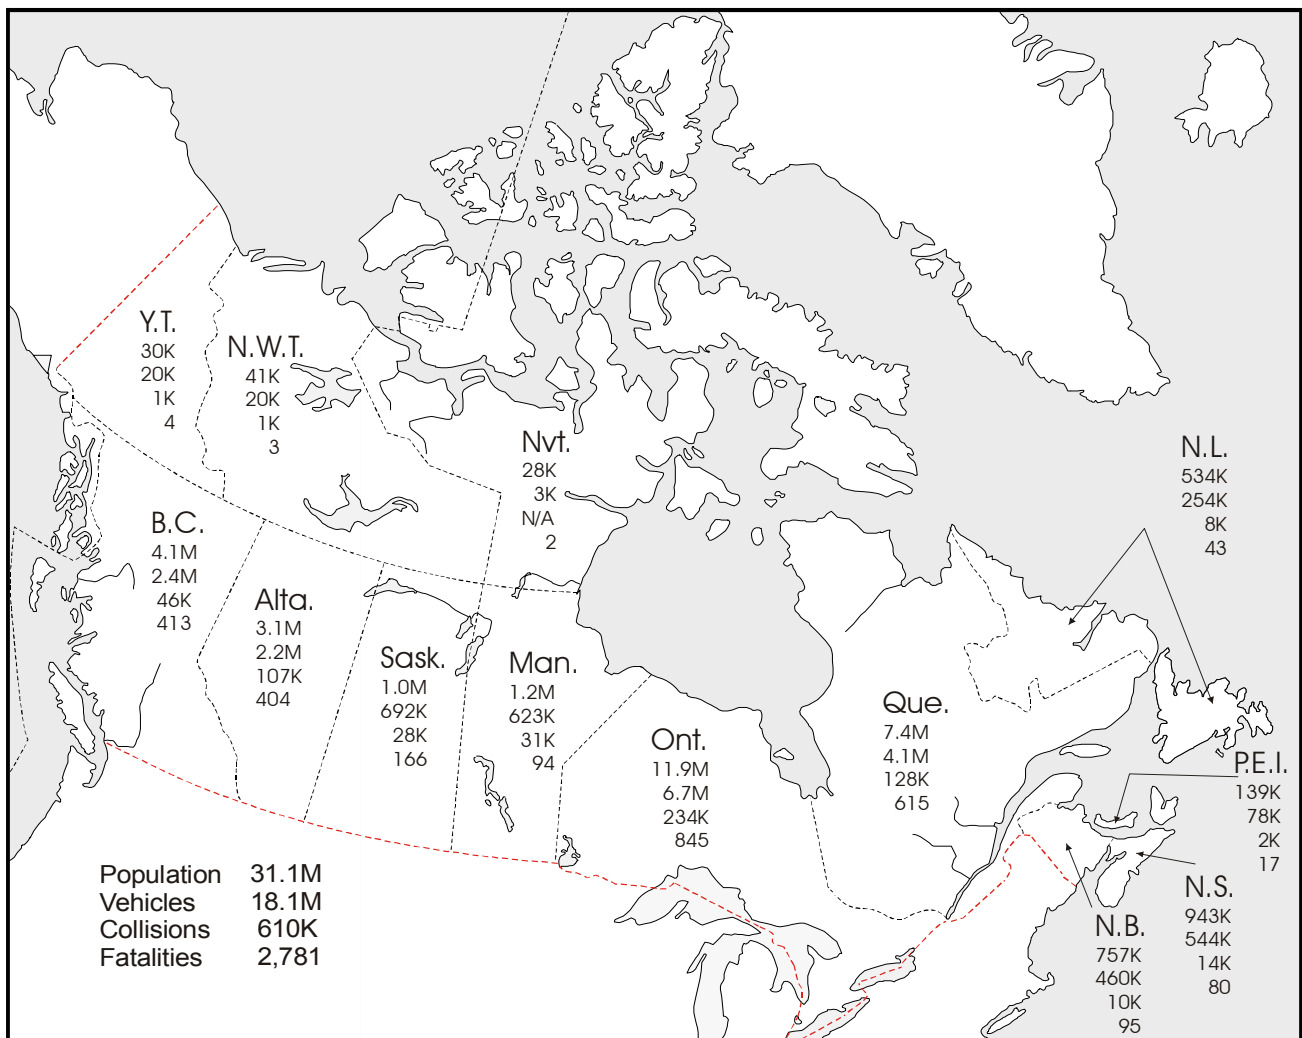 Y.T.
30K
20K
1K
4
N.W.T.
41K
20K
1K
3
Nvt.
28K
3K
N/A
2
N.L.
534K
254K
8K
43
B.C.
4.1M
2.4M
46K
413
Alta.
3.1M
2.2M
107K
404
Sask.
1.0M
692K
28K
166
Man.
1.2M
623K
31K
94
Ont.
11.9M
6.7M
234K
845
Que.
7.4M
4.1M
128K
615
P.E.I.
139K
78K
2K
17
N.S.
943K
544K
14K
80
N.B.
757K
460K
10K
95
Population 31.1M
Vehicles 18.1M
Collisions 610K
Fatalities 2,781